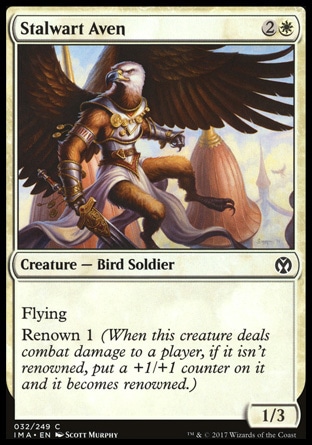 Stalwart Aven 2
Creature — Bird Soldier
Flying
Renown 1 (When this creature deals
combat damage to a player, if it isn't
renowned, put a +1/+1 counter on it
and it becomes renowned.)
1/3
032/249 C
IMA • EN Scott Murphy ™ & © 2017 Wizards of the Coast